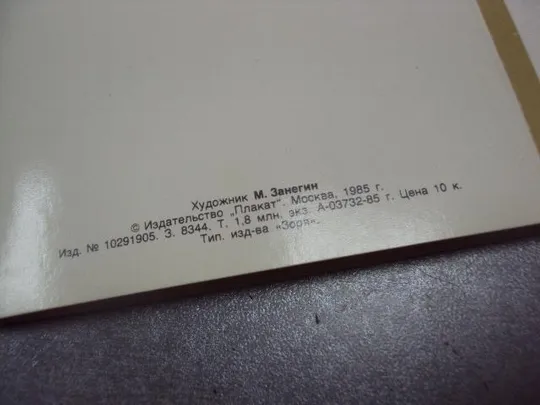 Художник М. Занегин
© Издательство „Плакат“. Москва, 1985 г.
Изд. № 10291905. З. 8344. Т. 1,8 млн. экз. А-03732-85 г. Цена 10 к.
Тип. изд-ва «Зоря».